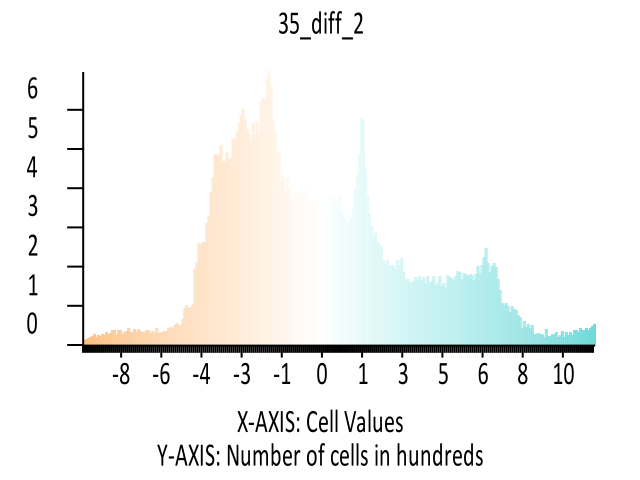 35_diff_2
6
5
4
3
2
1
0
-8 -6 -4 -3 -1 0 1 3 5 6 8 10
X-AXIS: Cell Values
Y-AXIS: Number of cells in hundreds